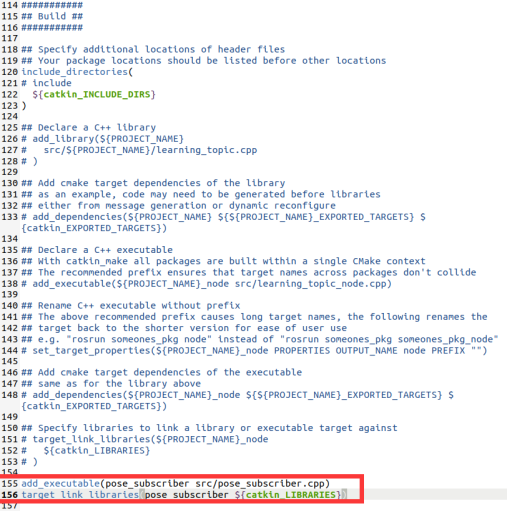 114 ###########
115 ## Build ##
116 ###########
117
118 ## Specify additional locations of header files
119 ## Your package locations should be listed before other locations
120 include_directories(
121 # include
122   ${catkin_INCLUDE_DIRS}
123 )
124
125 ## Declare a C++ library
126 # add_library(${PROJECT_NAME}
127 #   src/${PROJECT_NAME}/learning_topic.cpp
128 # )
129
130 ## Add cmake target dependencies of the library
131 ## as an example, code may need to be generated before libraries
132 ## either from message generation or dynamic reconfigure
133 # add_dependencies(${PROJECT_NAME} ${${PROJECT_NAME}_EXPORTED_TARGETS} $
{catkin_EXPORTED_TARGETS})
134
135 ## Declare a C++ executable
136 ## With catkin_make all packages are built within a single CMake context
137 ## The recommended prefix ensures that target names across packages don't collide
138 # add_executable(${PROJECT_NAME}_node src/learning_topic_node.cpp)
139
140 ## Rename C++ executable without prefix
141 ## The above recommended prefix causes long target names, the following renames the
142 ## target back to the shorter version for ease of user use
143 ## e.g. "rosrun someones_pkg node" instead of "rosrun someones_pkg someones_pkg_node"
144 # set_target_properties(${PROJECT_NAME}_node PROPERTIES OUTPUT_NAME node PREFIX "")
145
146 ## Add cmake target dependencies of the executable
147 ## same as for the library above
148 # add_dependencies(${PROJECT_NAME}_node ${${PROJECT_NAME}_EXPORTED_TARGETS} $
{catkin_EXPORTED_TARGETS})
149
150 ## Specify libraries to link a library or executable target against
151 # target_link_libraries(${PROJECT_NAME}_node
152 #   ${catkin_LIBRARIES}
153 # )
154
155 add_executable(pose_subscriber src/pose_subscriber.cpp)
156 target_link_libraries(pose_subscriber ${catkin_LIBRARIES})
157